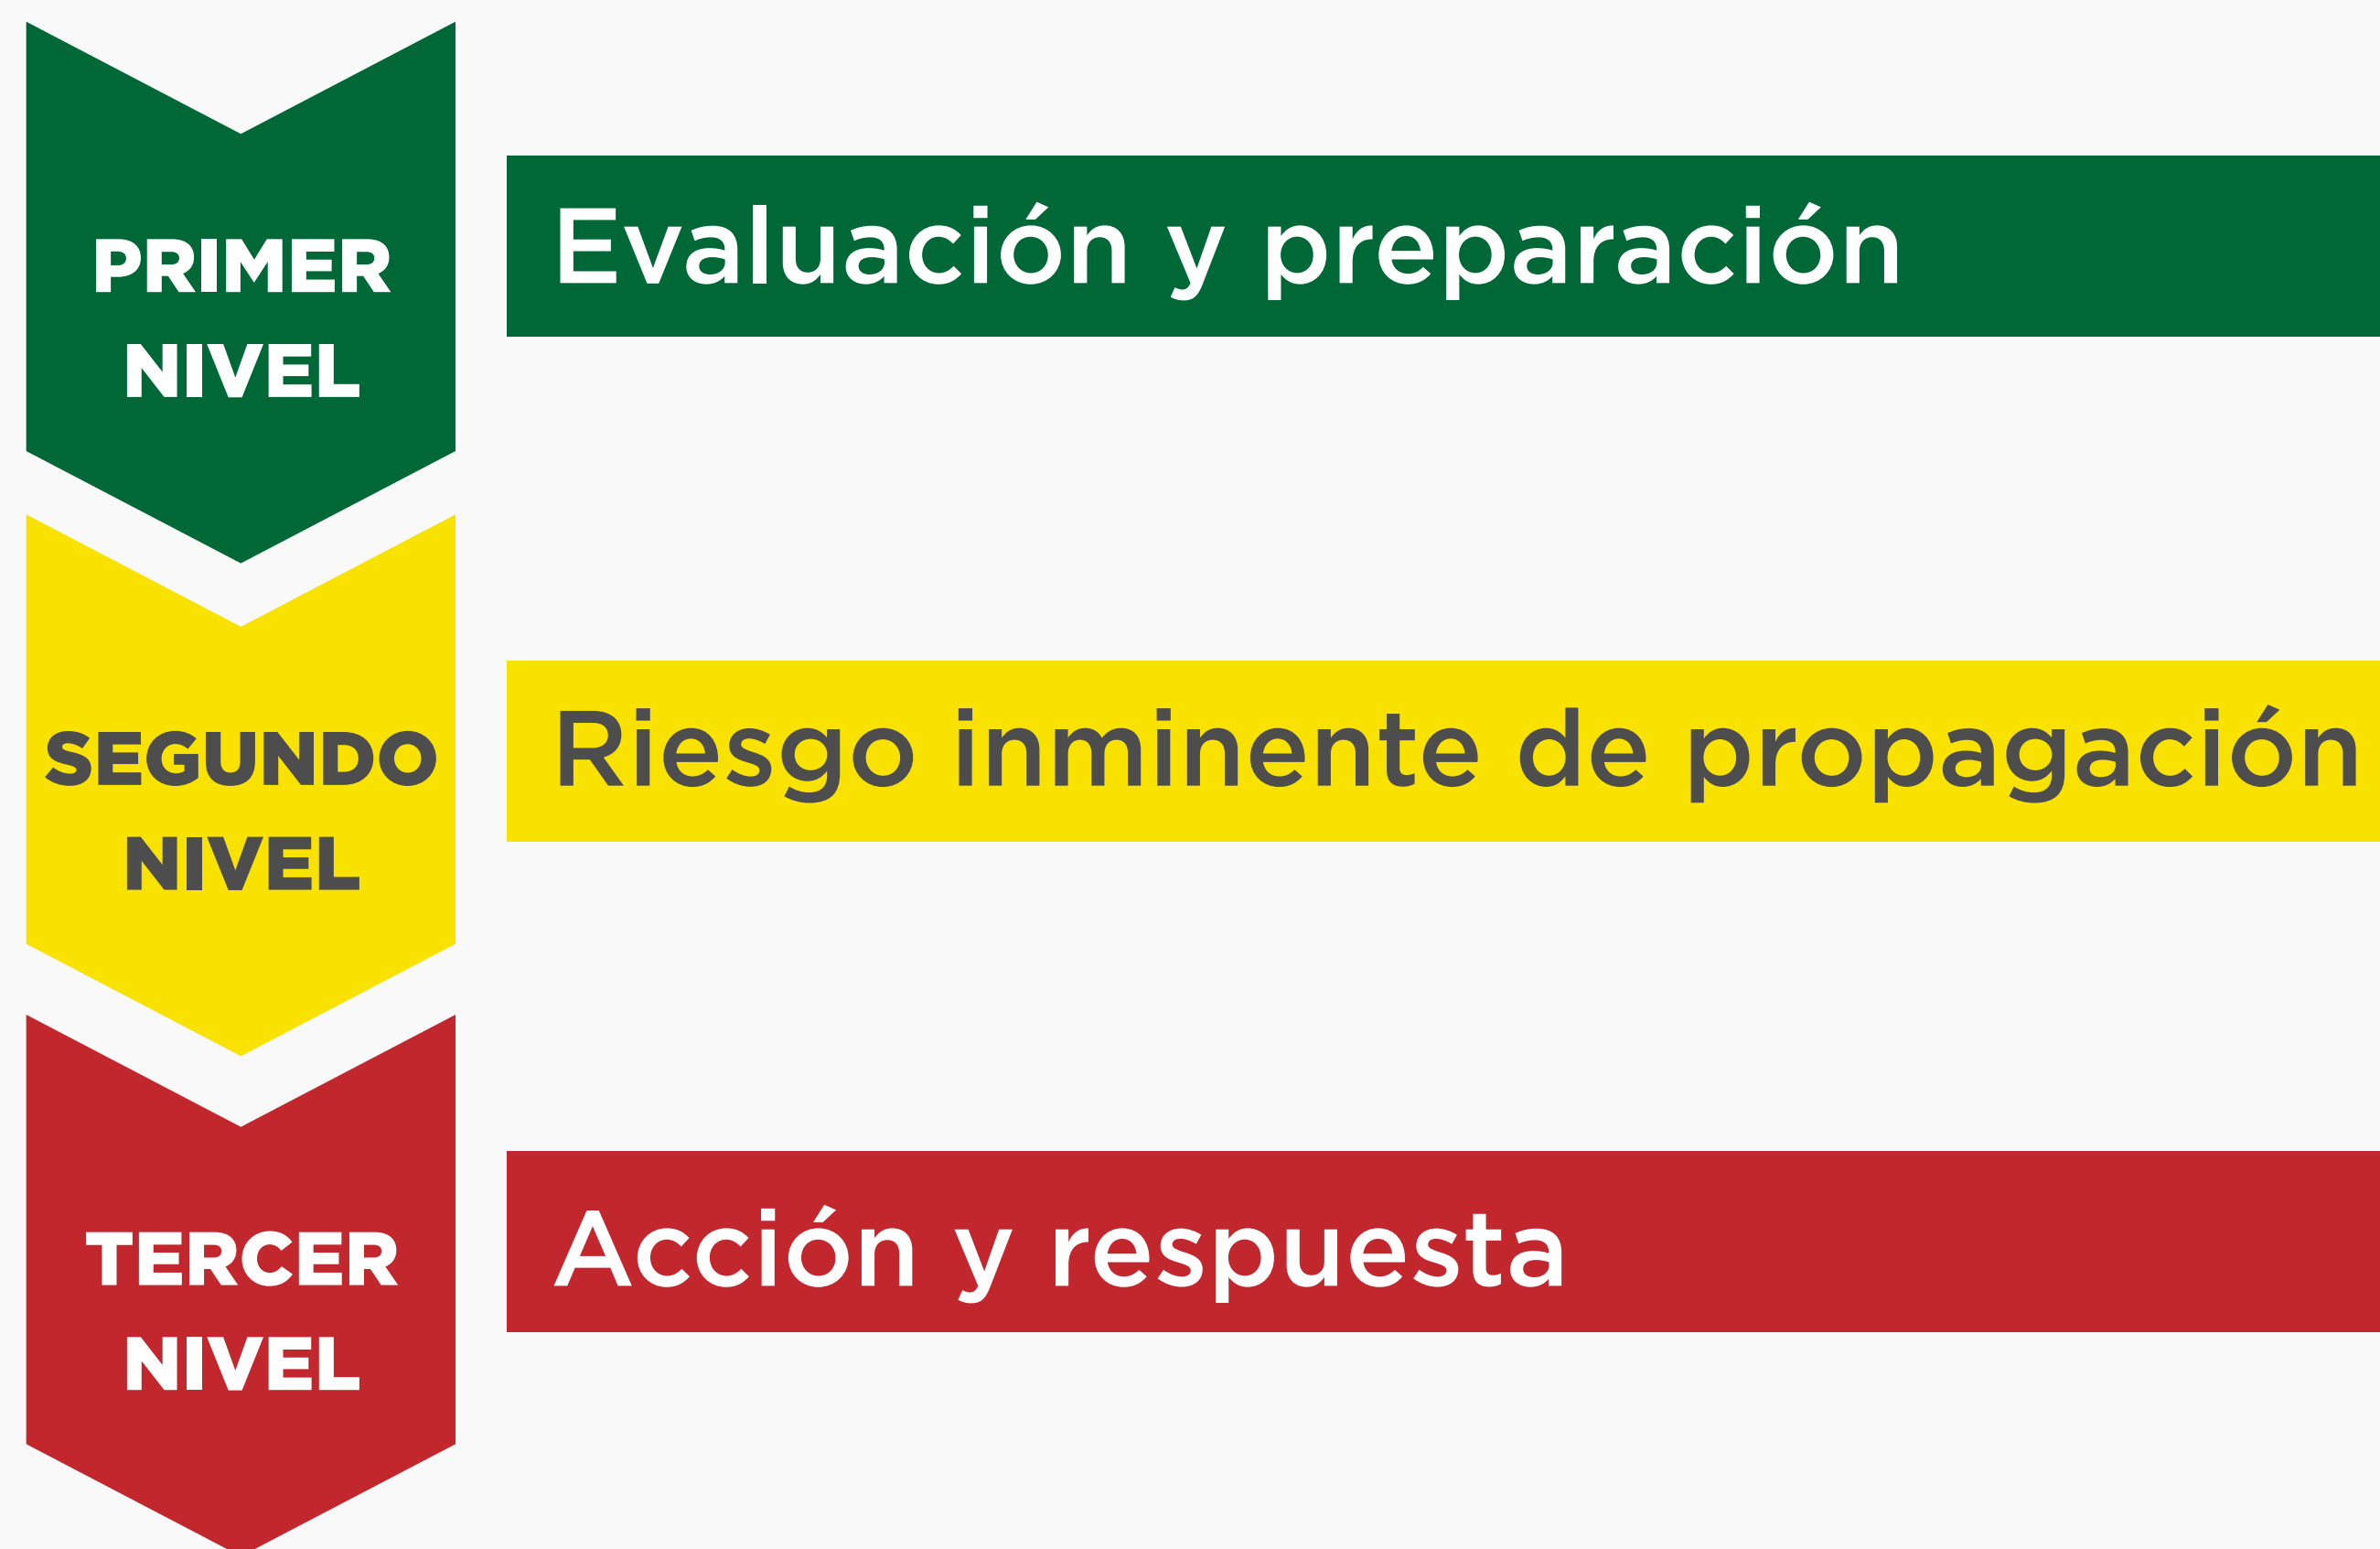 PRIMER
NIVEL
Evaluación y preparación
SEGUNDO
NIVEL
Riesgo inminente de propagación
TERCER
NIVEL
Acción y respuesta